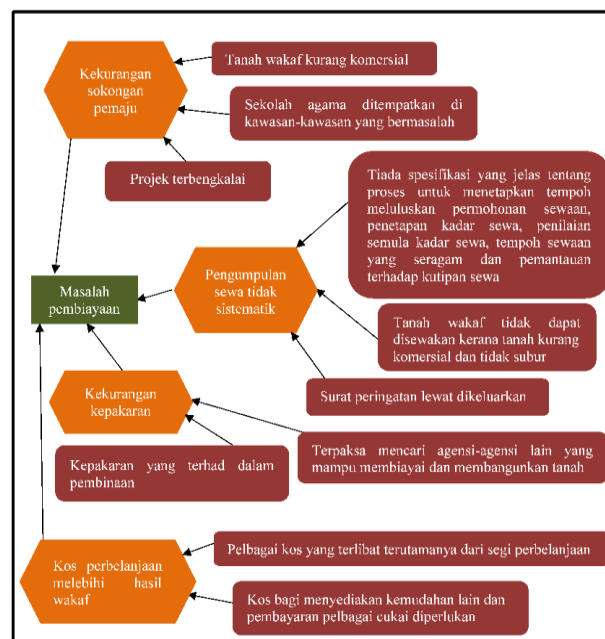 Kekurangan
sokongan
pemaju
Tanah wakaf kurang komersial
Sekolah agama ditempatkan di
kawasan-kawasan yang bermasalah
Projek terbengkalai
Tiada spesifikasi yang jelas tentang
proses untuk menetapkan tempoh
meluluskan permohonan sewaan,
penetapan kadar sewa, penilaian
semula kadar sewa, tempoh sewaan
yang seragam dan pemantauan
terhadap kutipan sewa
Pengumpulan
sewa tidak
sistematik
Masalah
pembiayaan
Tanah wakaf tidak dapat
disewakan kerana tanah kurang
komersial dan tidak subur
Surat peringatan lewat dikeluarkan
Kekurangan
kepakaran
Kepakaran yang terhad dalam
pembinaan
Terpaksa mencari agensi-agensi lain yang
mampu membiayai dan membangunkan tanah
Kos perbelanjaan
melebihi hasil
wakaf
Pelbagai kos yang terlibat terutamanya dari segi perbelanjaan
Kos bagi menyediakan kemudahan lain dan
pembayaran pelbagai cukai diperlukan